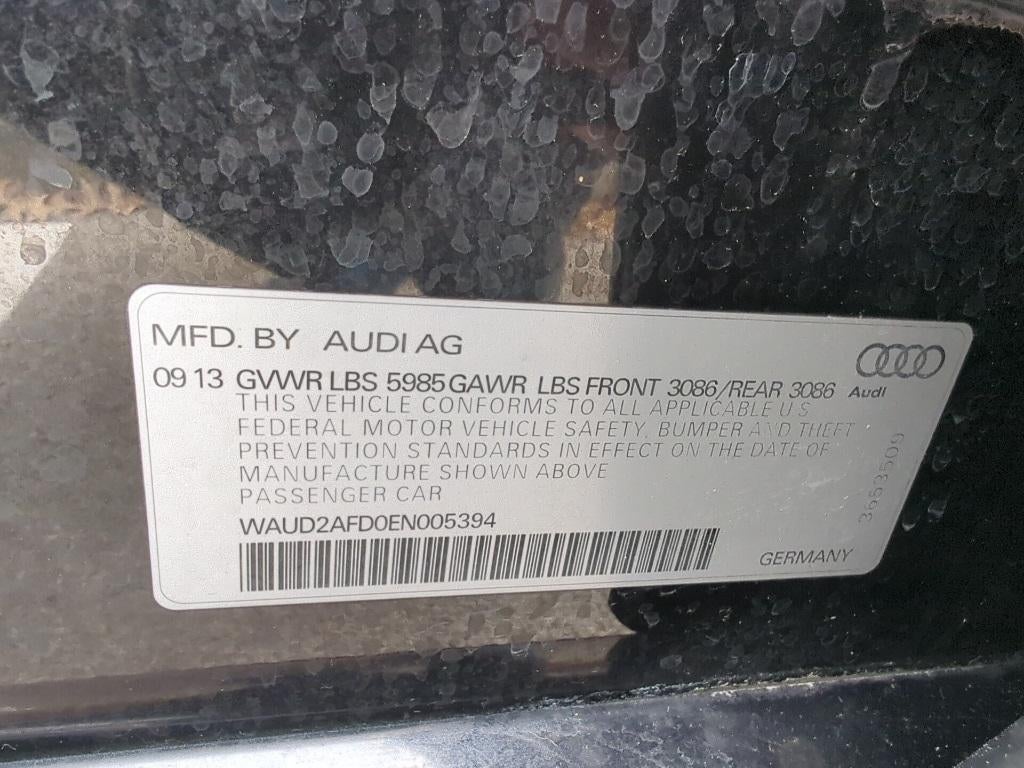 MFD. BY AUDI AG
09 13 GVWR LBS 5985 GAWR LBS FRONT 3086/REAR 3086
Audi
THIS VEHICLE CONFORMS TO ALL APPLICABLE U S
FEDERAL MOTOR VEHICLE SAFETY, BUMPER AND THEFT
PREVENTION STANDARDS IN EFFECT ON THE DATE OF
MANUFACTURE SHOWN ABOVE
PASSENGER CAR
WAUD2AFD0EN005394
GERMANY
3653509